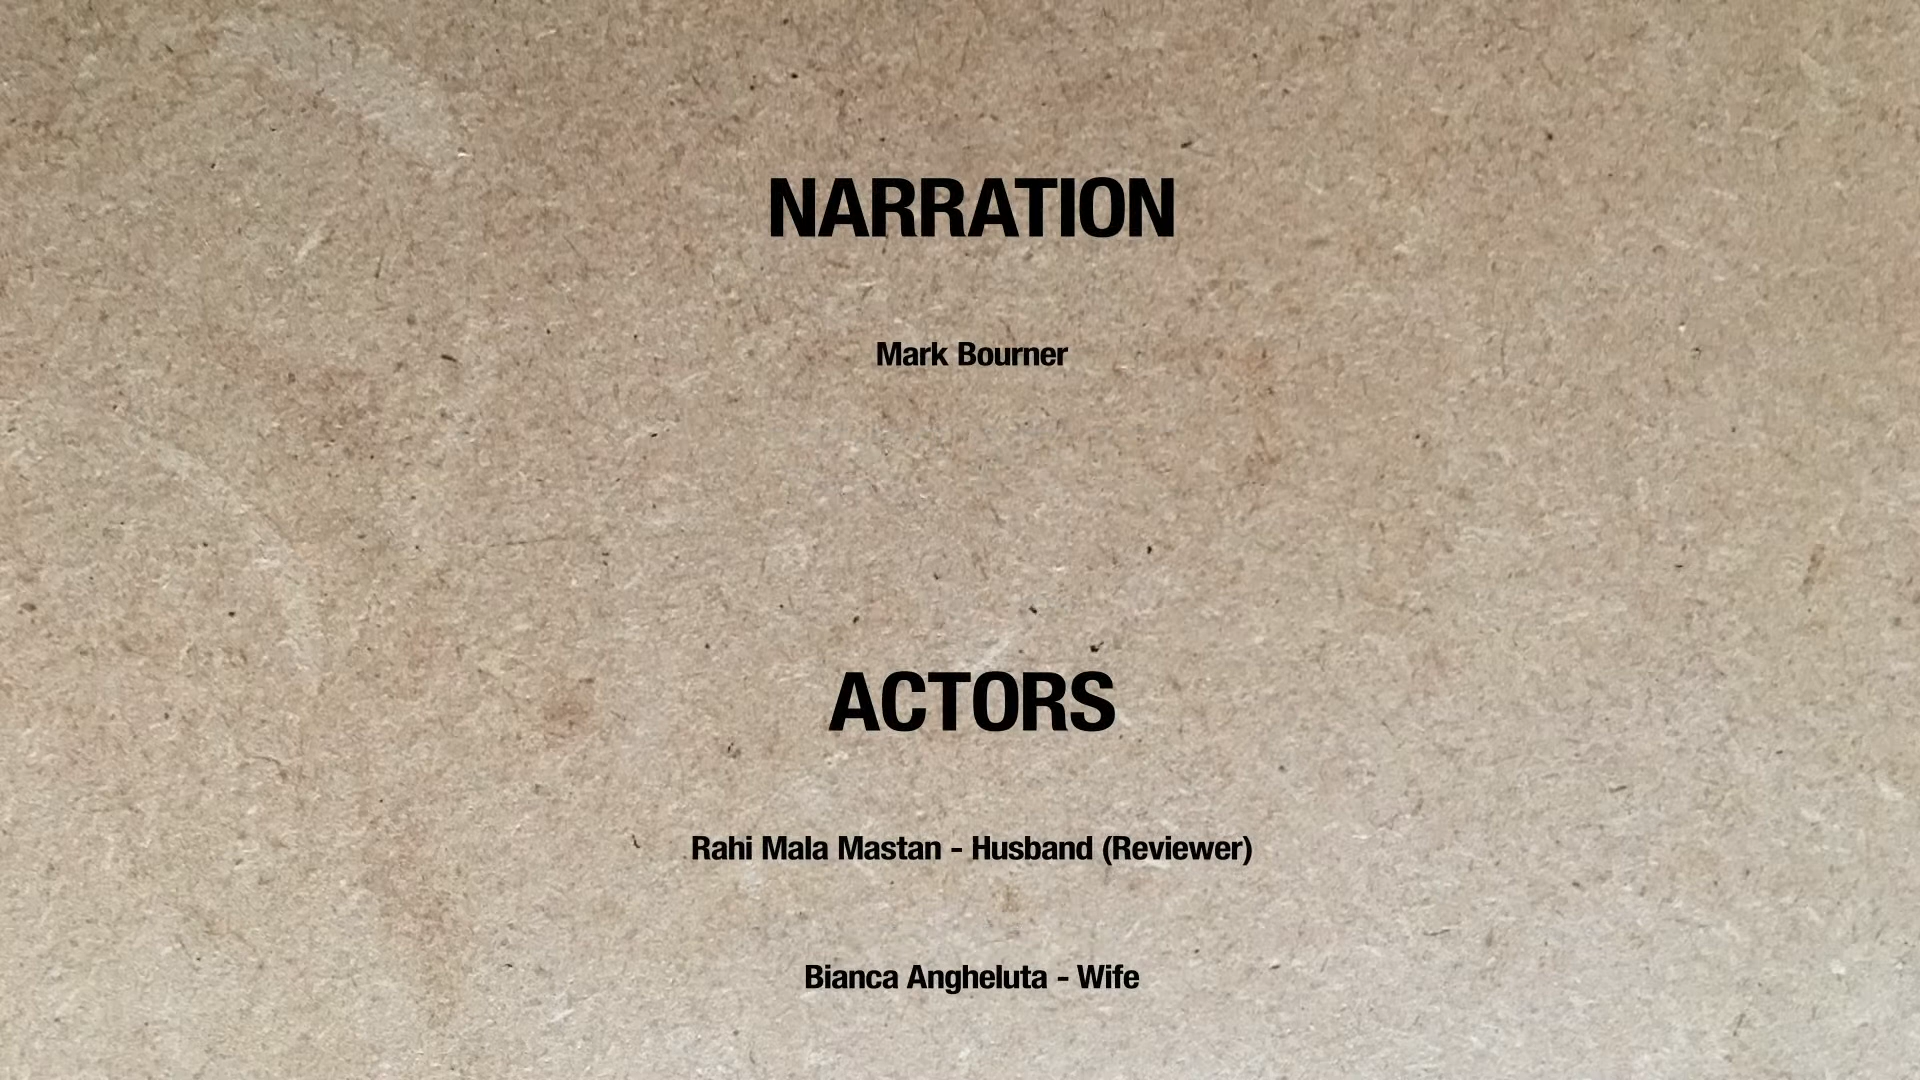 NARRATION
Mark Bourner
ACTORS
Rahi Mala Mastan - Husband (Reviewer)
Bianca Angheluta - Wife